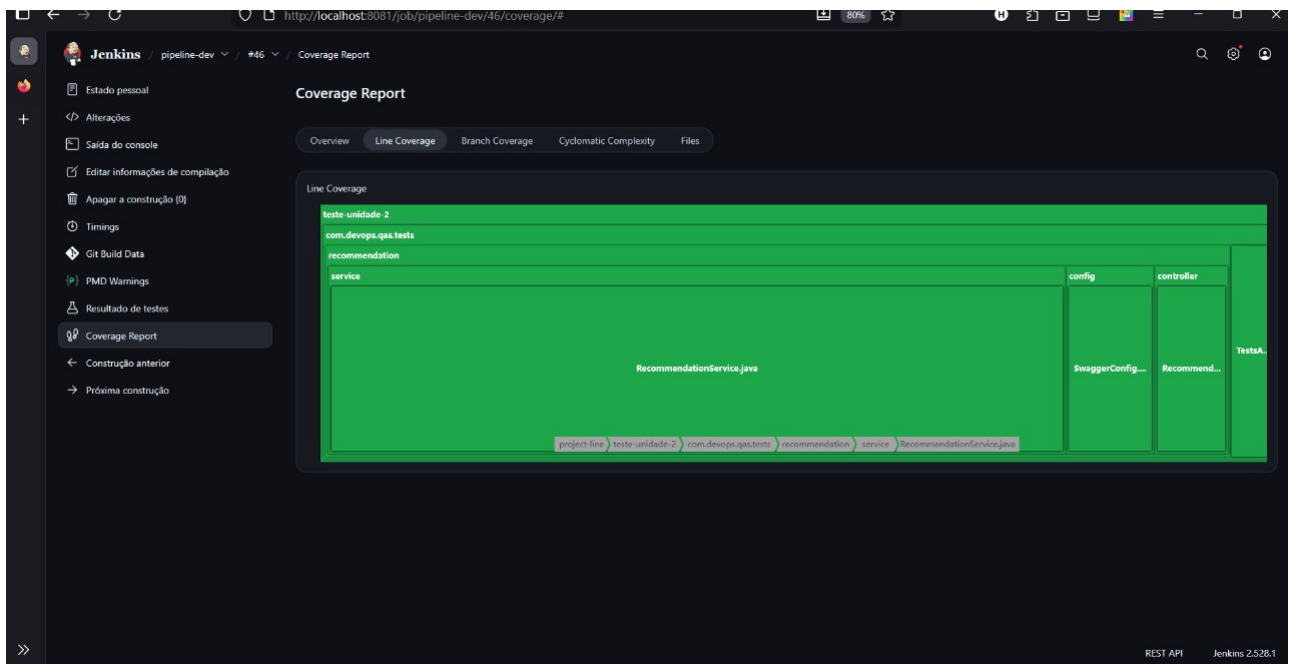 http://localhost:8081/job/pipeline-dev/46/coverage/#
80%
Jenkins / pipeline-dev / #46 / Coverage Report
Estado pessoal
Alterações
Saída do console
Editar informações de compilação
Apagar a construção (0)
Timings
Git Build Data
PMD Warnings
Resultado de testes
Coverage Report
Construção anterior
Próxima construção
Coverage Report
Overview Line Coverage Branch Coverage Cyclomatic Complexity Files
Line Coverage
teste-unidade-2
com.devops.qas.tests
recommendation
service config controller
RecommendationService.java SwaggerConfig.... Recommend... TestsA..
project-line teste-unidade-2 com.devops.qas.tests recommendation service RecommendationService.java
REST API Jenkins 2.528.1